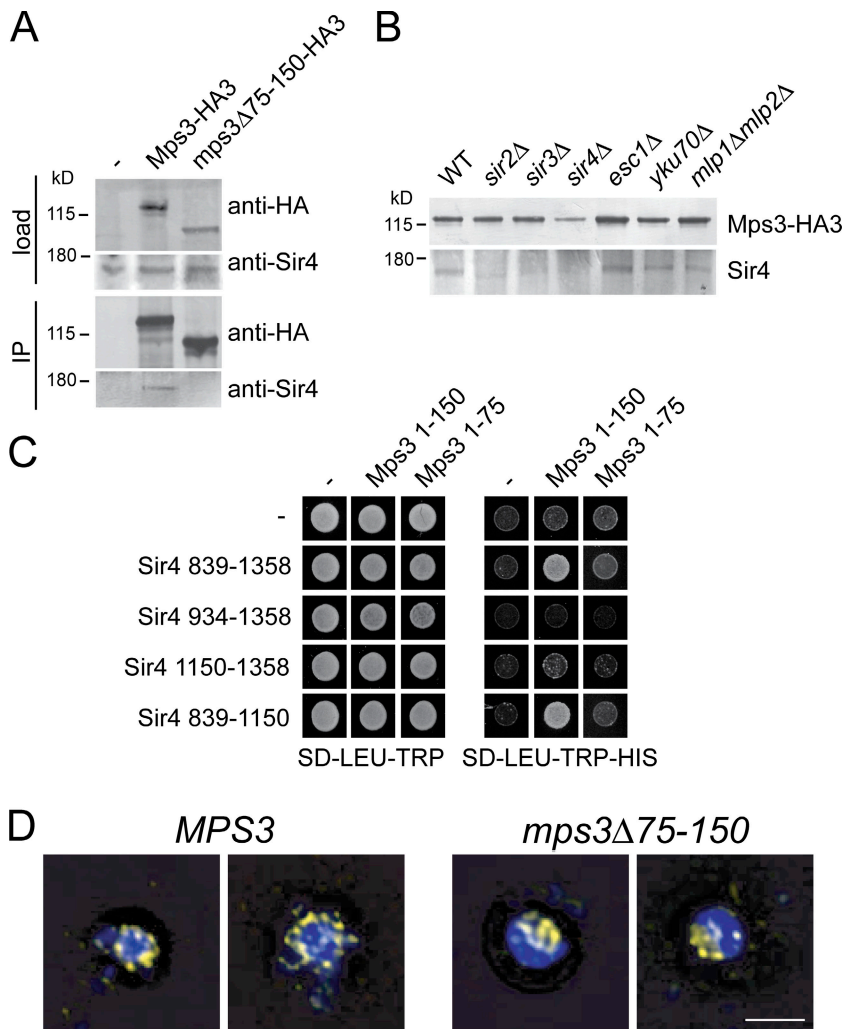 A
-
Mps3-HA3
mps3Δ75-150-HA3
kD
load
115
anti-HA
180
anti-Sir4
IP
115
anti-HA
180
anti-Sir4
B
WT
sir2Δ
sir3Δ
sir4Δ
esc1Δ
yku70Δ
mlp1Δmlp2Δ
kD
115
Mps3-HA3
180
Sir4
C
- Mps3 1-150 Mps3 1-75
- Mps3 1-150 Mps3 1-75
-
Sir4 839-1358
Sir4 934-1358
Sir4 1150-1358
Sir4 839-1150
SD-LEU-TRP SD-LEU-TRP-HIS
D
MPS3 mps3Δ75-150